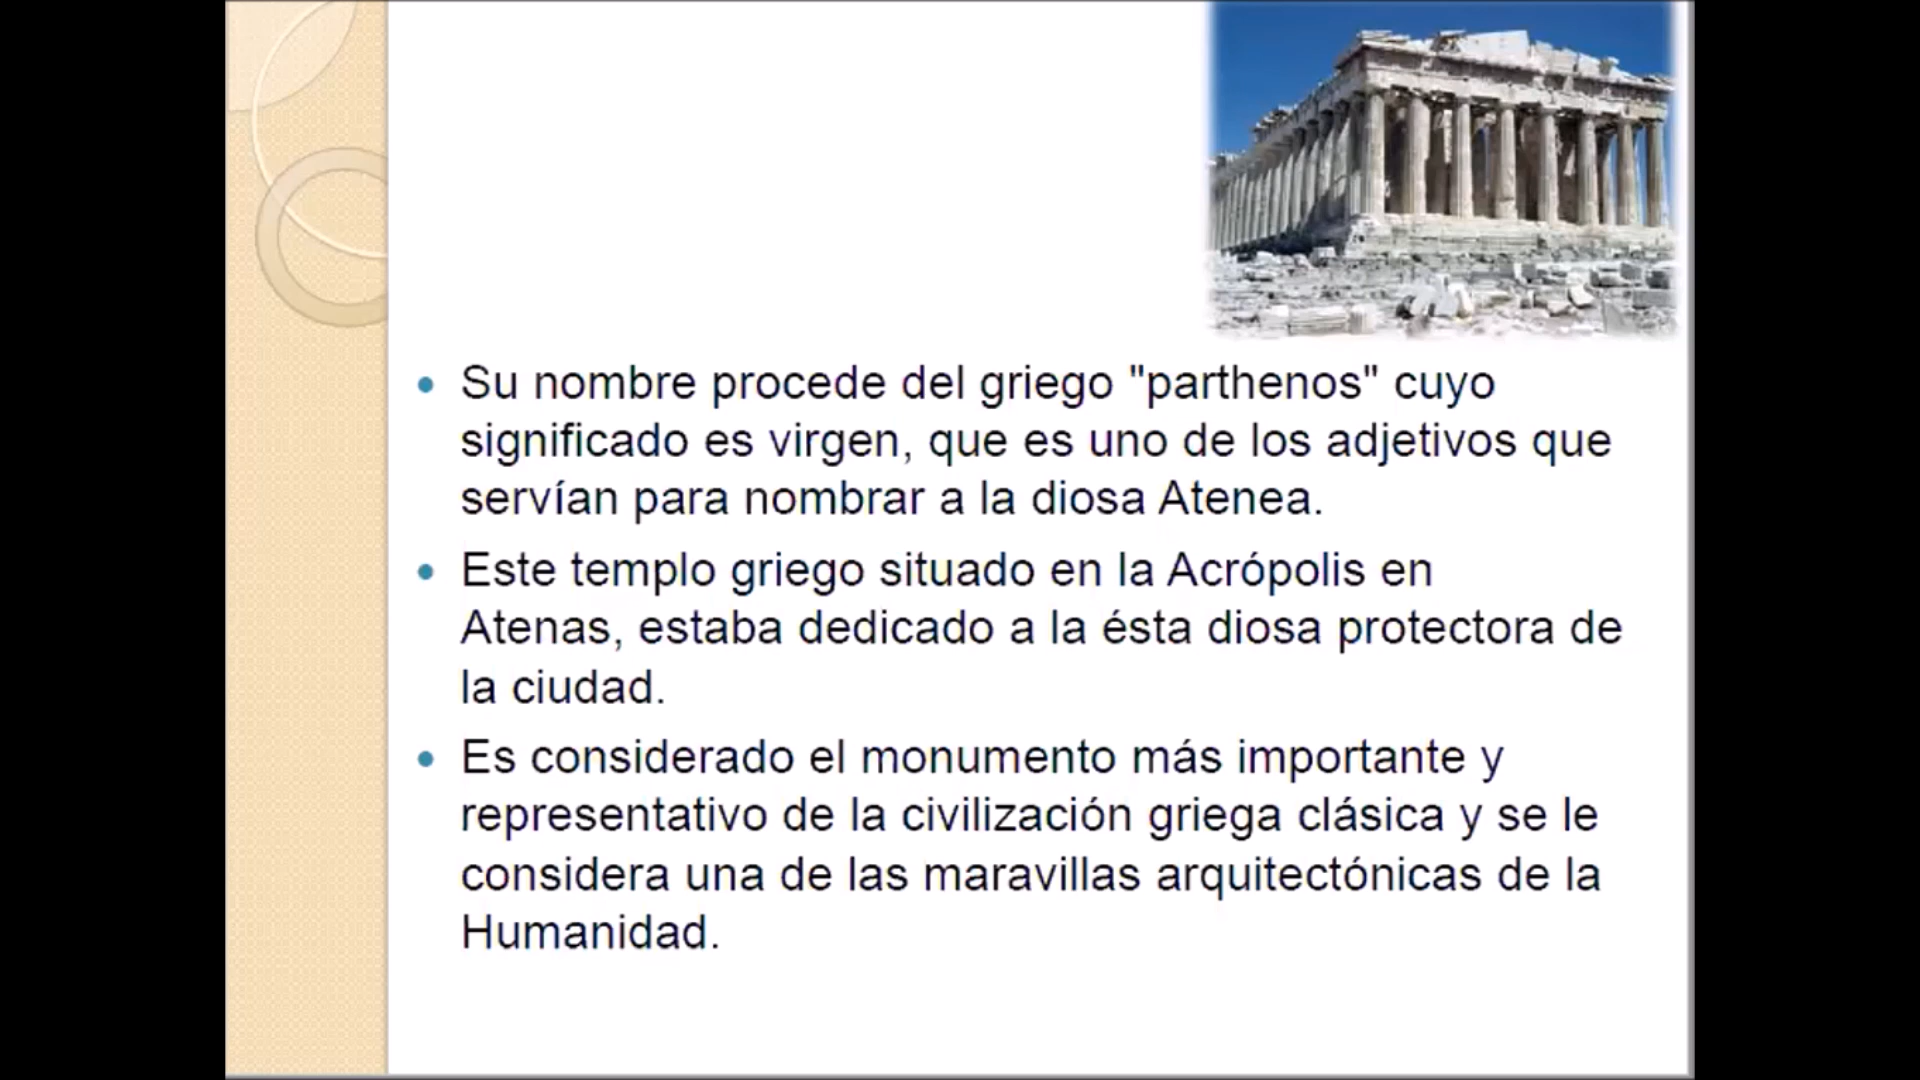 Su nombre procede del griego "parthenos" cuyo
significado es virgen, que es uno de los adjetivos que
servían para nombrar a la diosa Atenea.
Este templo griego situado en la Acrópolis en
Atenas, estaba dedicado a la ésta diosa protectora de
la ciudad.
Es considerado el monumento más importante y
representativo de la civilización griega clásica y se le
considera una de las maravillas arquitectónicas de la
Humanidad.